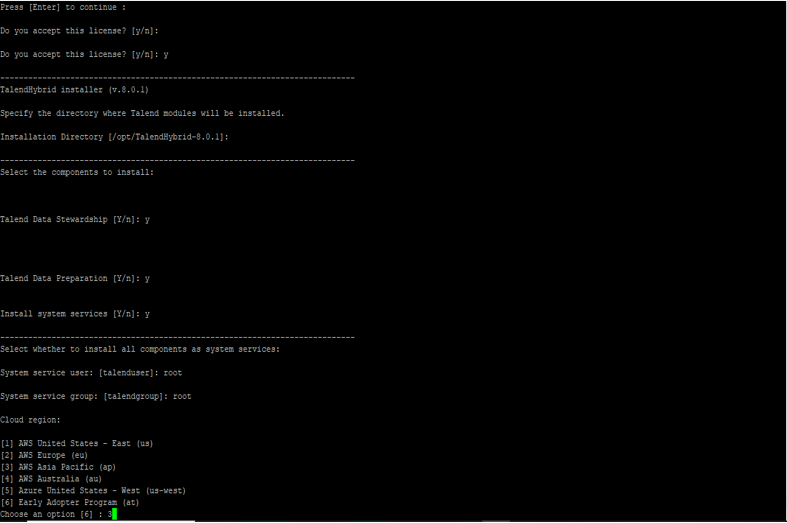 Press [Enter] to continue :
Do you accept this license? [y/n]:
Do you accept this license? [y/n]: y
----------------------------------------------------------------------------
TalendHybrid installer (v.8.0.1)
Specify the directory where Talend modules will be installed.
Installation Directory [/opt/TalendHybrid-8.0.1]:
----------------------------------------------------------------------------
Select the components to install:
Talend Data Stewardship [Y/n]: y
Talend Data Preparation [Y/n]: y
Install system services [Y/n]: y
----------------------------------------------------------------------------
Select whether to install all components as system services:
System service user: [talenduser]: root
System service group: [talendgroup]: root
Cloud region:
[1] AWS United States - East (us)
[2] AWS Europe (eu)
[3] AWS Asia Pacific (ap)
[4] AWS Australia (au)
[5] Azure United States - West (us-west)
[6] Early Adopter Program (at)
Choose an option [6] : 3